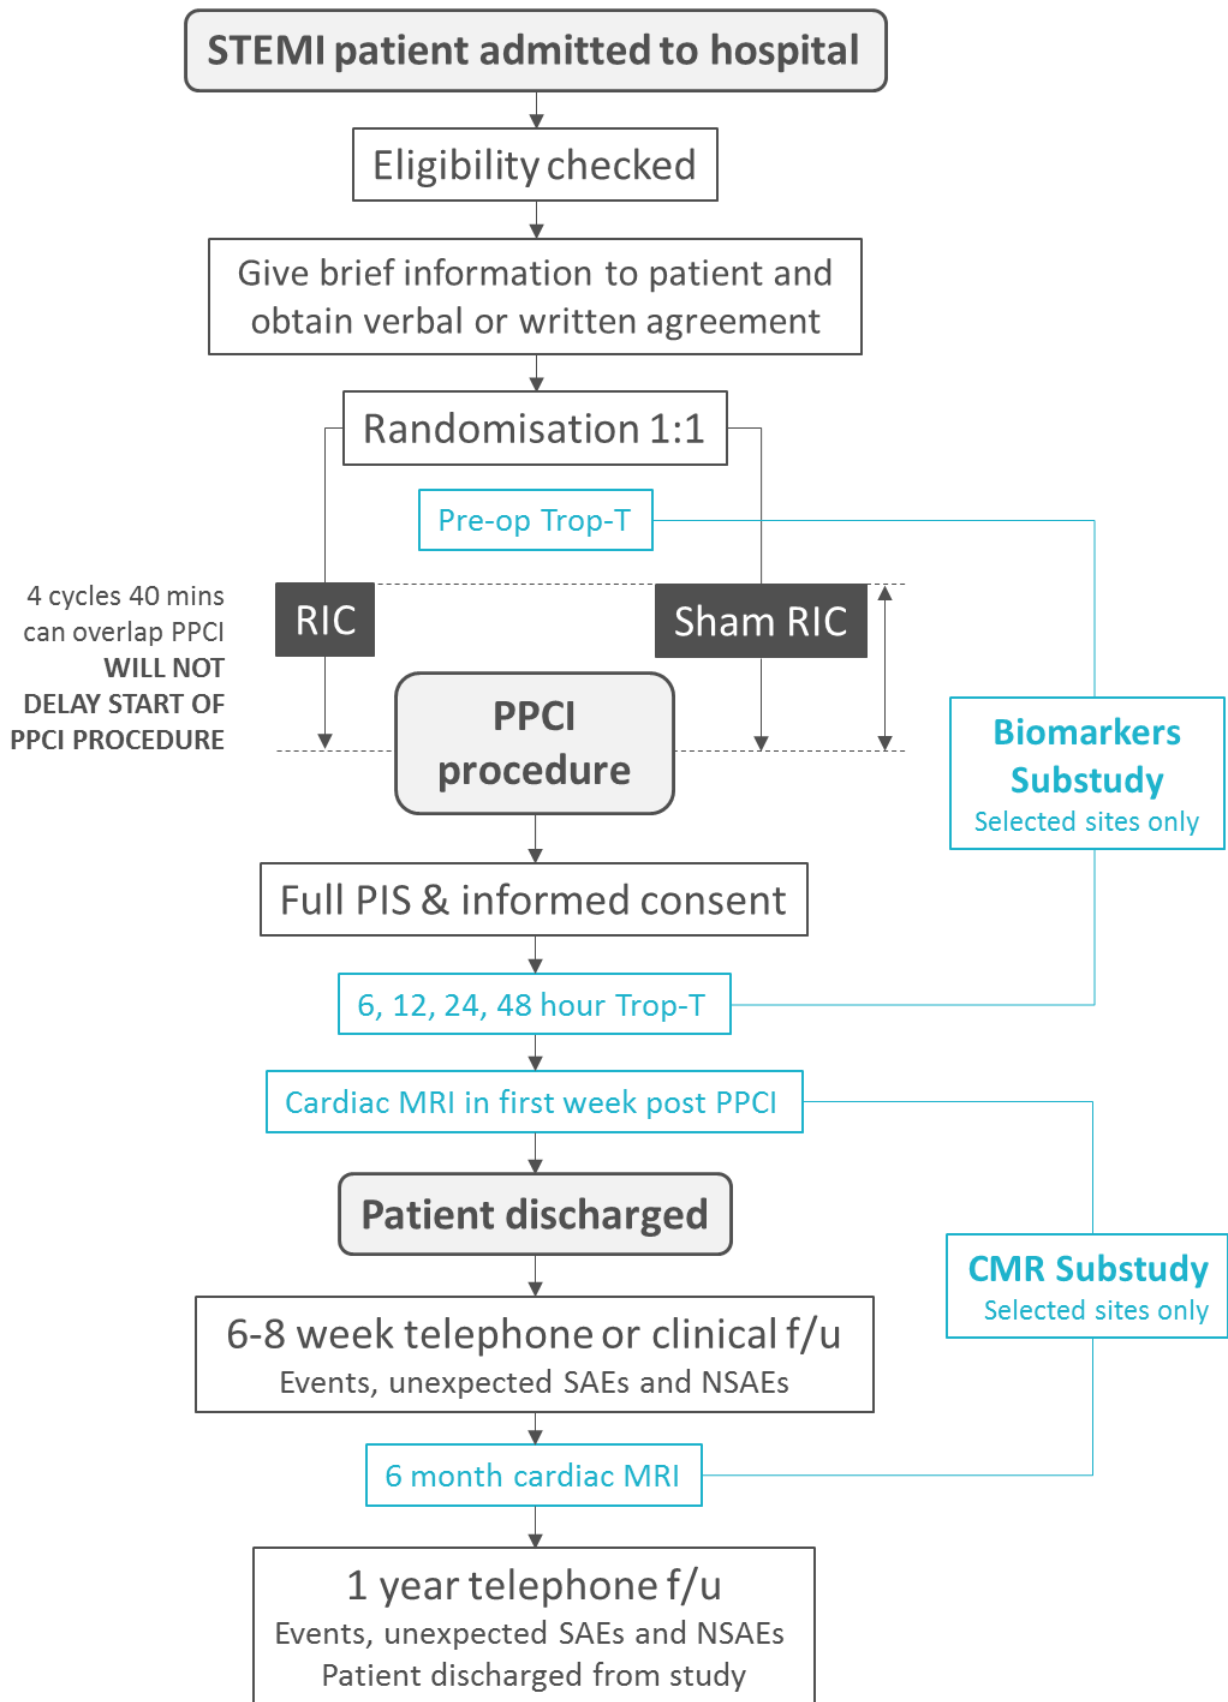 STEMI patient admitted to hospital
Eligibility checked
Give brief information to patient and
obtain verbal or written agreement
Randomisation 1:1
Pre-op Trop-T
4 cycles 40 mins
can overlap PPCI
WILL NOT
DELAY START OF
PPCI PROCEDURE
RIC
Sham RIC
PPCI
procedure
Biomarkers
Substudy
Selected sites only
Full PIS & informed consent
6, 12, 24, 48 hour Trop-T
Cardiac MRI in first week post PPCI
Patient discharged
CMR Substudy
Selected sites only
6-8 week telephone or clinical f/u
Events, unexpected SAEs and NSAEs
6 month cardiac MRI
1 year telephone f/u
Events, unexpected SAEs and NSAEs
Patient discharged from study